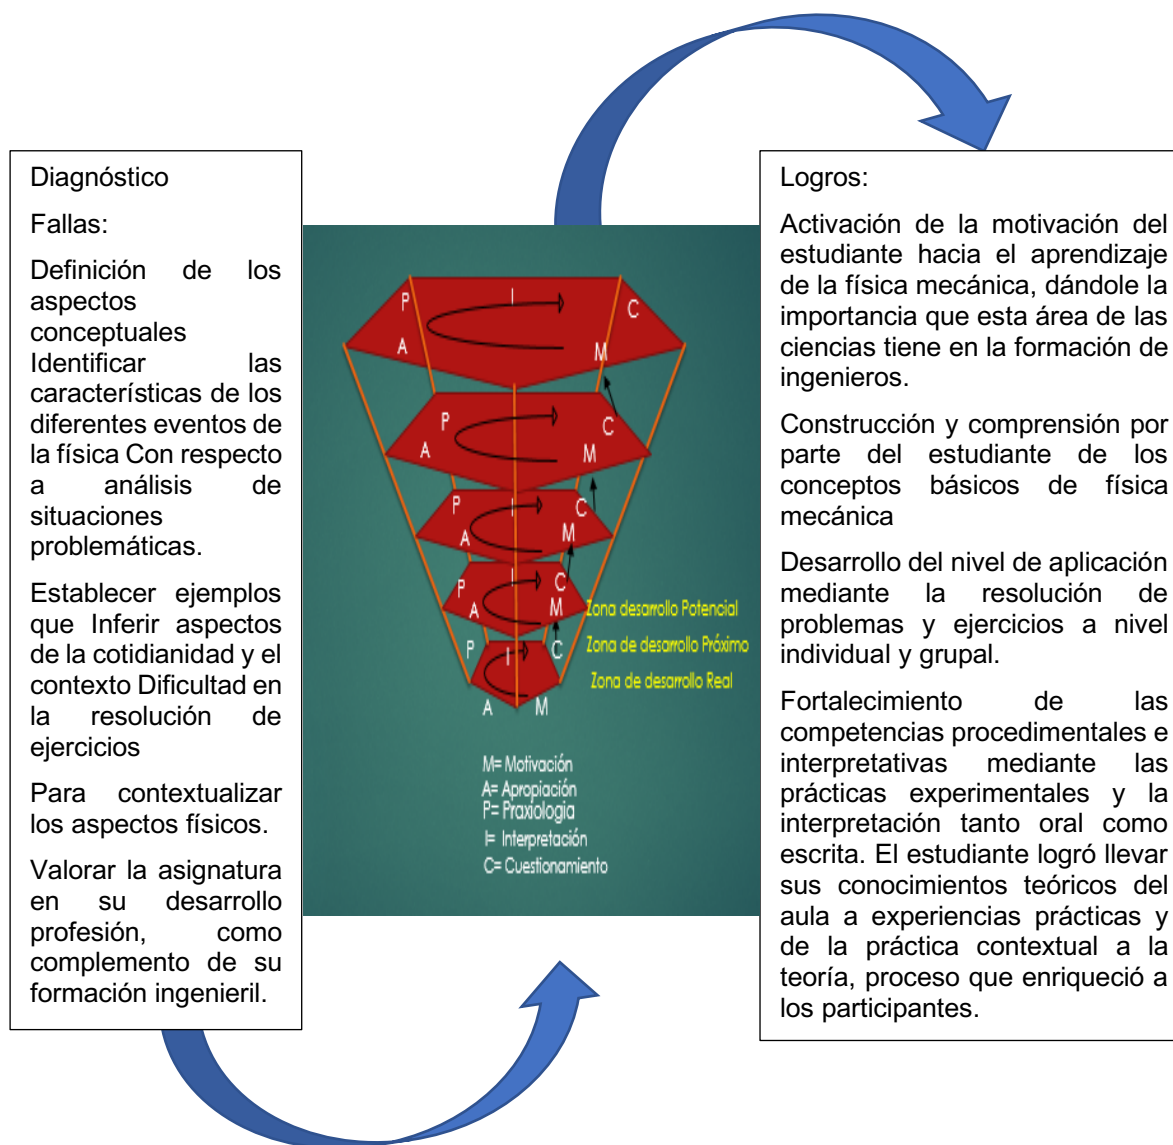 Diagnóstico
Fallas:
Definición de los
aspectos
conceptuales
Identificar las
características de los
diferentes eventos de
la física Con respecto
a análisis de
situaciones
problemáticas.
Establecer ejemplos
que Inferir aspectos
de la cotidianidad y el
contexto Dificultad en
la resolución de
ejercicios
Para contextualizar
los aspectos físicos.
Valorar la asignatura
en su desarrollo
profesión, como
complemento de su
formación ingenieril.
P I C
A M
P C
A M
P C
A M
P I C
A M
P I C
A M
Zona desarrollo Potencial
Zona de desarrollo Próximo
Zona de desarrollo Real
M= Motivación
A= Apropiación
P= Praxiologia
I= Interpretación
C= Cuestionamiento
Logros:
Activación de la motivación del
estudiante hacia el aprendizaje
de la física mecánica, dándole la
importancia que esta área de las
ciencias tiene en la formación de
ingenieros.
Construcción y comprensión por
parte del estudiante de los
conceptos básicos de física
mecánica
Desarrollo del nivel de aplicación
mediante la resolución de
problemas y ejercicios a nivel
individual y grupal.
Fortalecimiento de las
competencias procedimentales e
interpretativas mediante las
prácticas experimentales y la
interpretación tanto oral como
escrita. El estudiante logró llevar
sus conocimientos teóricos del
aula a experiencias prácticas y
de la práctica contextual a la
teoría, proceso que enriqueció a
los participantes.